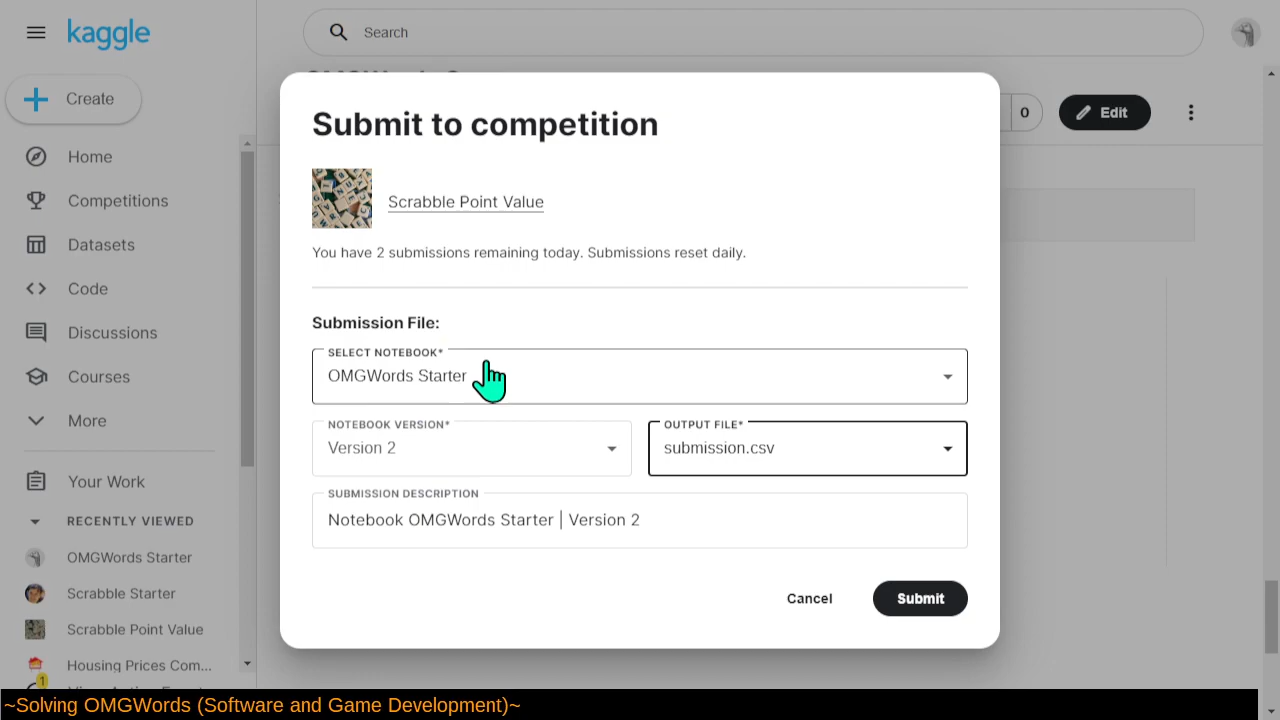 kaggle
Search
Create
0
Edit
Home
Competitions
Datasets
Code
Discussions
Courses
More
Your Work
RECENTLY VIEWED
OMGWords Starter
Scrabble Starter
Scrabble Point Value
Housing Prices Com...
1
Submit to competition
Scrabble Point Value
You have 2 submissions remaining today. Submissions reset daily.
Submission File:
SELECT NOTEBOOK*
OMGWords Starter
NOTEBOOK VERSION*
Version 2
OUTPUT FILE*
submission.csv
SUBMISSION DESCRIPTION
Notebook OMGWords Starter | Version 2
Cancel
Submit
~Solving OMGWords (Software and Game Development)~